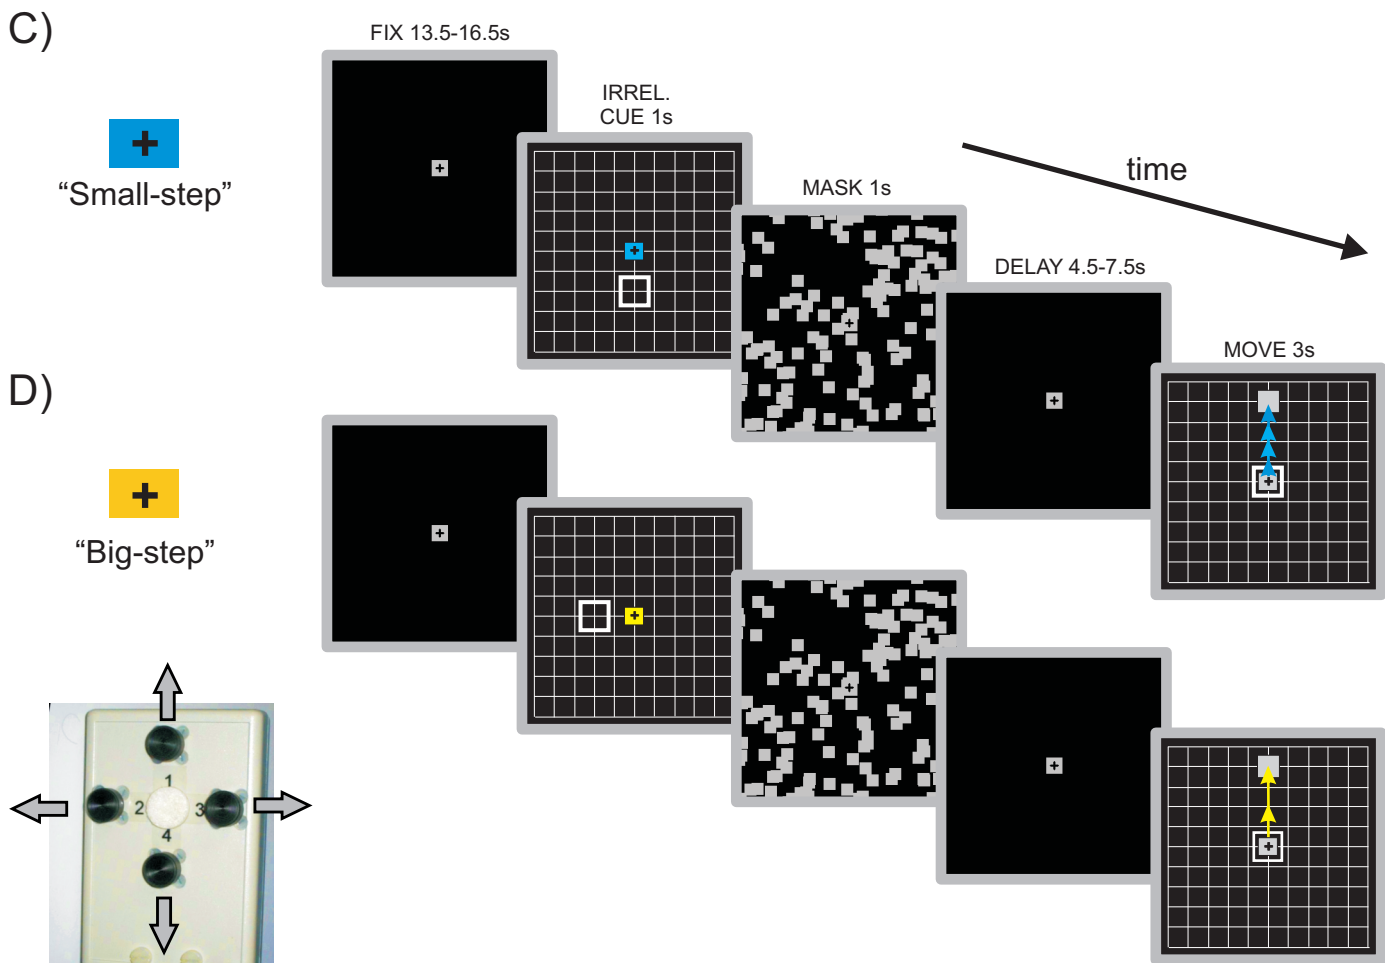 C)
FIX 13.5-16.5s
IRREL.
CUE 1s
MASK 1s
time
“Small-step”
DELAY 4.5-7.5s
MOVE 3s
D)
“Big-step”
1
2
3
4